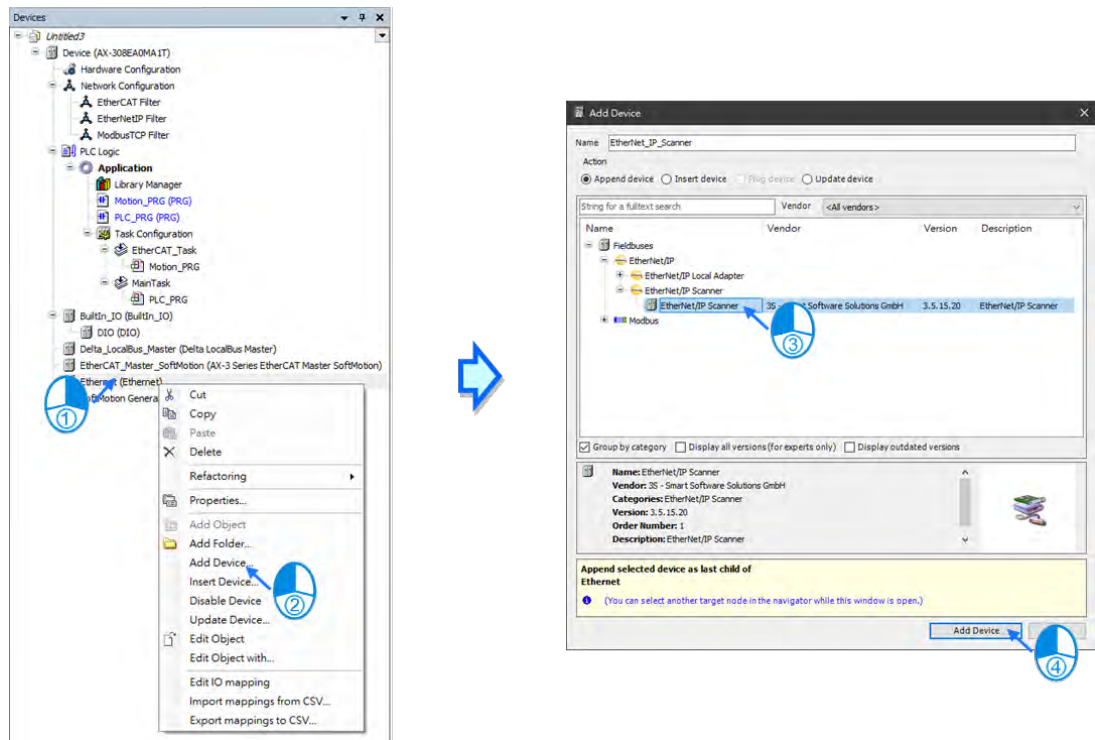 Devices
Untitled3
Device (AX-308EA0MA1T)
Hardware Configuration
Network Configuration
EtherCAT Filter
EtherNetIP Filter
ModbusTCP Filter
PLC Logic
Application
Library Manager
Motion_PRG (PRG)
PLC_PRG (PRG)
Task Configuration
EtherCAT_Task
Motion_PRG
MainTask
PLC_PRG
BuiltIn_IO (BuiltIn_IO)
DIO (DIO)
Delta_LocalBus_Master (Delta LocalBus Master)
EtherCAT_Master_SoftMotion (AX-3 Series EtherCAT Master SoftMotion)
Ethernet (Ethernet)
①
Cut
Copy
Paste
Delete
Refactoring
Properties...
Add Object
Add Folder...
Add Device...
②
Insert Device...
Disable Device
Update Device...
Edit Object
Edit Object with...
Edit IO mapping
Import mappings from CSV...
Export mappings to CSV...
Add Device
Name EtherNet_IP_Scanner
Action
Append device Insert device Plug device Update device
String for a fulltext search Vendor <All vendors>
Name Vendor Version Description
Fieldbuses
EtherNet/IP
EtherNet/IP Local Adapter
EtherNet/IP Scanner
EtherNet/IP Scanner 3S - Software Solutions GmbH 3.5.15.20 EtherNet/IP Scanner
Modbus
③
Group by category Display all versions (for experts only) Display outdated versions
Name: EtherNet/IP Scanner
Vendor: 3S - Smart Software Solutions GmbH
Categories: EtherNet/IP Scanner
Version: 3.5.15.20
Order Number: 1
Description: EtherNet/IP Scanner
Append selected device as last child of
Ethernet
(You can select another target node in the navigator while this window is open.)
Add Device
④